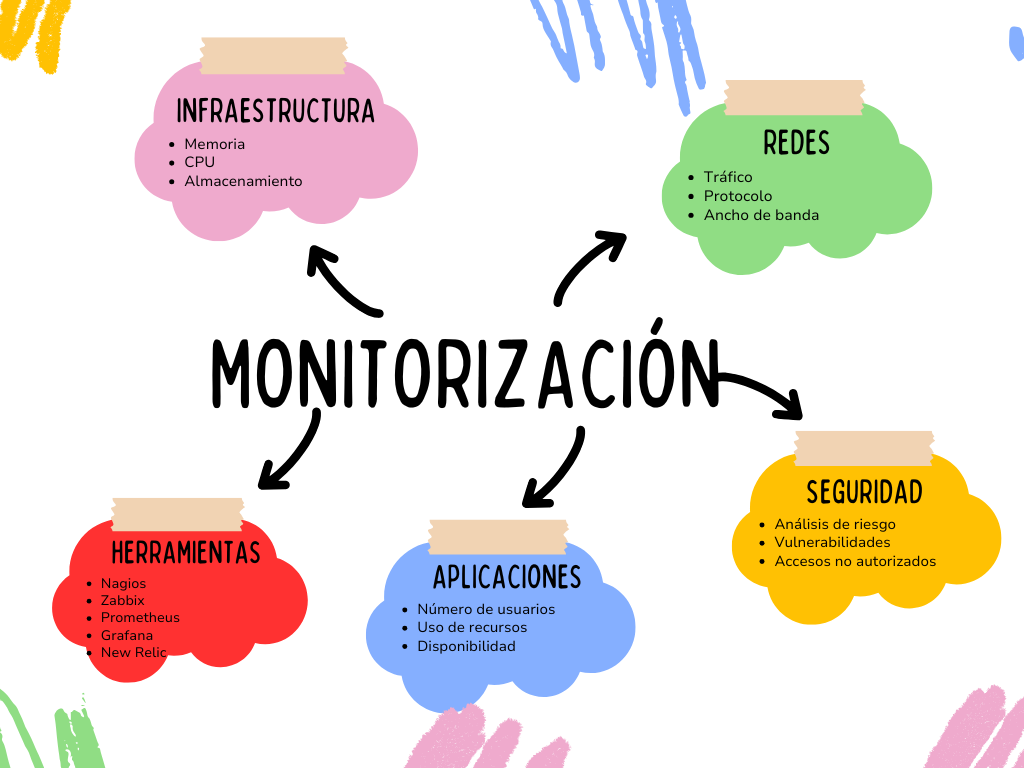 INFRAESTRUCTURA
• Memoria
• CPU
• Almacenamiento
REDES
• Tráfico
• Protocolo
• Ancho de banda
MONITORIZACIÓN
SEGURIDAD
• Análisis de riesgo
• Vulnerabilidades
• Accesos no autorizados
HERRAMIENTAS
• Nagios
• Zabbix
• Prometheus
• Grafana
• New Relic
APLICACIONES
• Número de usuarios
• Uso de recursos
• Disponibilidad